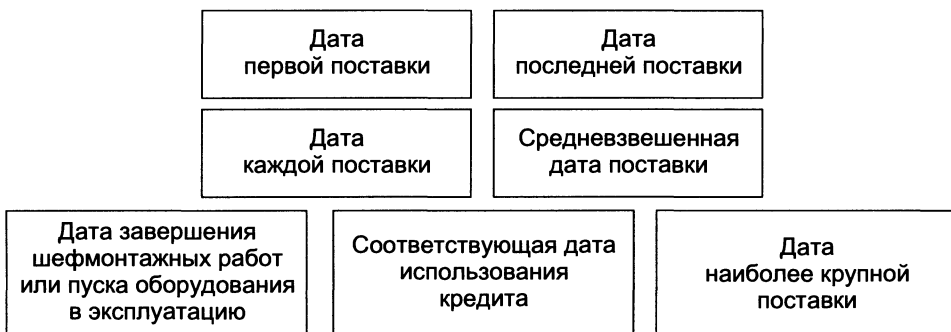 Дата
первой поставки
Дата
последней поставки
Дата
каждой поставки
Средневзвешенная
дата поставки
Дата завершения
шефмонтажных работ
или пуска оборудования
в эксплуатацию
Соответствующая дата
использования
кредита
Дата
наиболее крупной
поставки